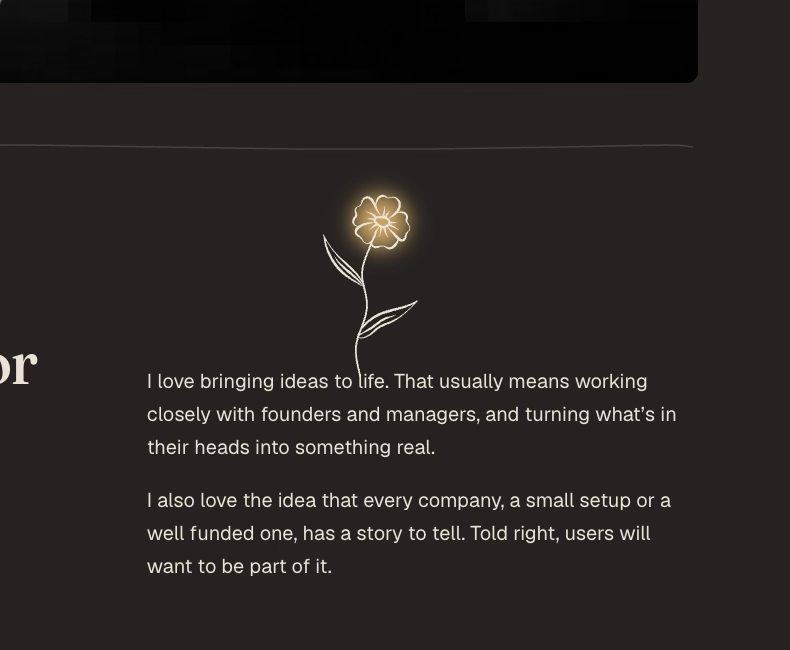 or
I love bringing ideas to life. That usually means working
closely with founders and managers, and turning what’s in
their heads into something real.
I also love the idea that every company, a small setup or a
well funded one, has a story to tell. Told right, users will
want to be part of it.